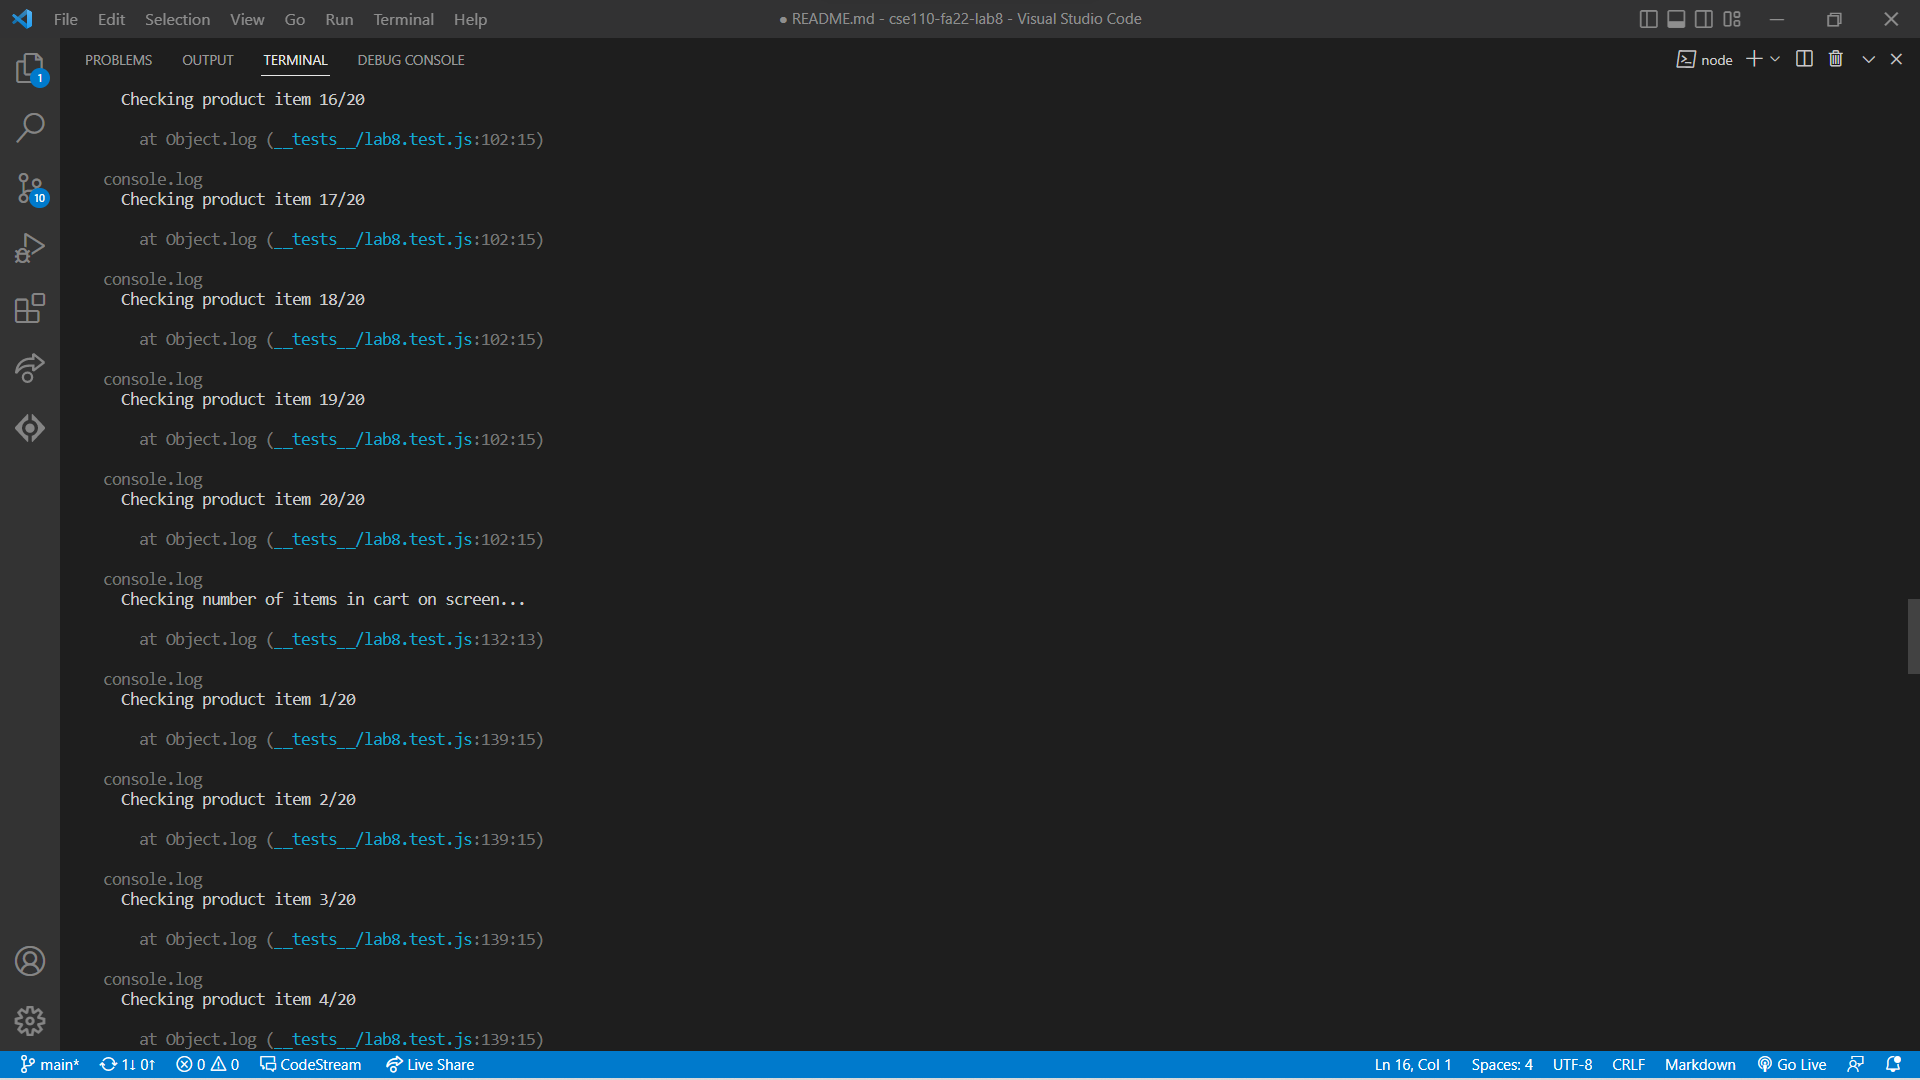 File Edit Selection View Go Run Terminal Help
● README.md - cse110-fa22-lab8 - Visual Studio Code
PROBLEMS OUTPUT TERMINAL DEBUG CONSOLE
node
1
10
Checking product item 16/20
at Object.log (__tests__/lab8.test.js:102:15)
console.log
Checking product item 17/20
at Object.log (__tests__/lab8.test.js:102:15)
console.log
Checking product item 18/20
at Object.log (__tests__/lab8.test.js:102:15)
console.log
Checking product item 19/20
at Object.log (__tests__/lab8.test.js:102:15)
console.log
Checking product item 20/20
at Object.log (__tests__/lab8.test.js:102:15)
console.log
Checking number of items in cart on screen...
at Object.log (__tests__/lab8.test.js:132:13)
console.log
Checking product item 1/20
at Object.log (__tests__/lab8.test.js:139:15)
console.log
Checking product item 2/20
at Object.log (__tests__/lab8.test.js:139:15)
console.log
Checking product item 3/20
at Object.log (__tests__/lab8.test.js:139:15)
console.log
Checking product item 4/20
at Object.log (__tests__/lab8.test.js:139:15)
main* 1↓ 0↑ 0 0 CodeStream Live Share
Ln 16, Col 1 Spaces: 4 UTF-8 CRLF Markdown Go Live